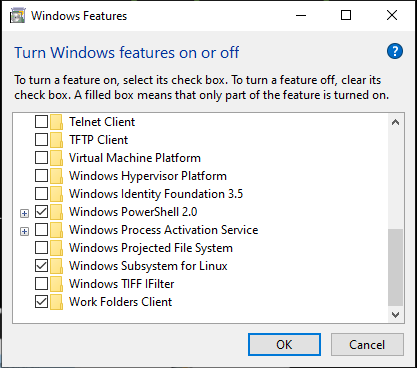 Windows Features
Turn Windows features on or off
?
To turn a feature on, select its check box. To turn a feature off, clear its
check box. A filled box means that only part of the feature is turned on.
Telnet Client
TFTP Client
Virtual Machine Platform
Windows Hypervisor Platform
Windows Identity Foundation 3.5
Windows PowerShell 2.0
Windows Process Activation Service
Windows Projected File System
Windows Subsystem for Linux
Windows TIFF IFilter
Work Folders Client
OK
Cancel